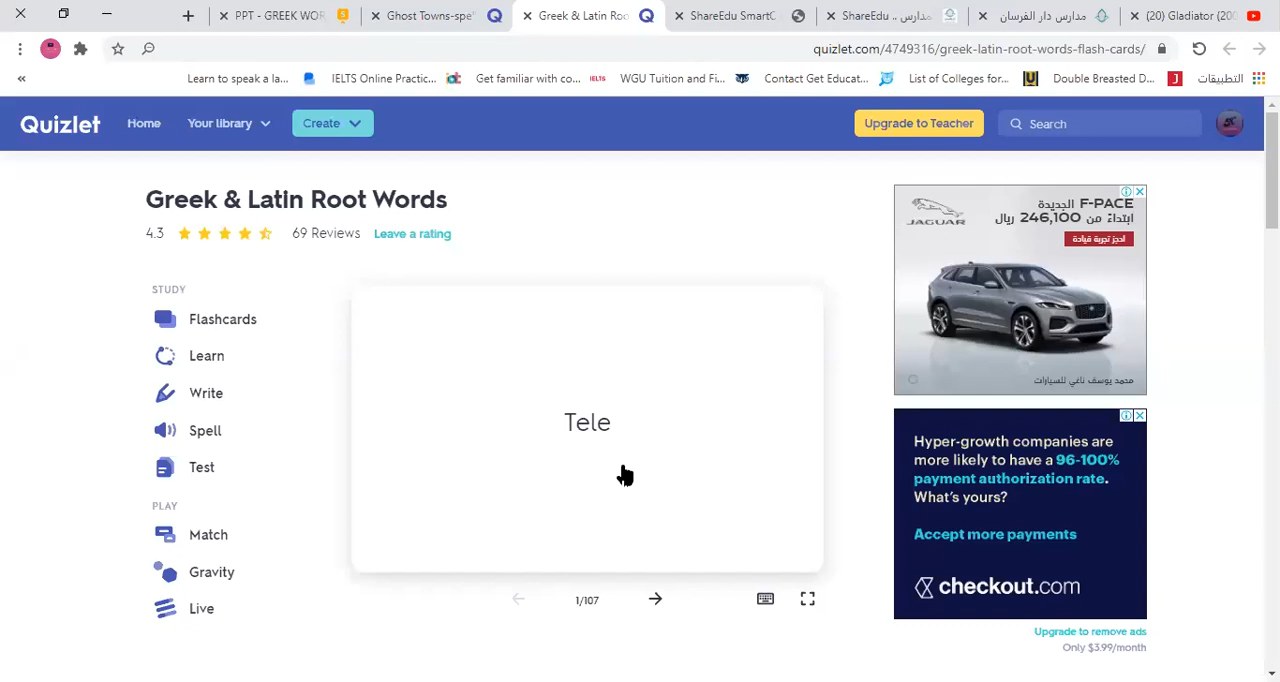 PPT - GREEK WOR
Ghost Towns-spe
Greek & Latin Roo
ShareEdu SmartC
ShareEdu .. مدارس
مدارس دار الفرسان
(20) Gladiator (200
quizlet.com/4749316/greek-latin-root-words-flash-cards/
Learn to speak a la...
IELTS Online Practic...
Get familiar with co...
IELTS
WGU Tuition and Fi...
Contact Get Educat...
List of Colleges for...
Double Breasted D...
التطبيقات
Quizlet
Home
Your library
Create
Upgrade to Teacher
Search
Greek & Latin Root Words
4.3
69 Reviews
Leave a rating
STUDY
Flashcards
Learn
Write
Spell
Test
PLAY
Match
Gravity
Live
Tele
1/107
JAGUAR
F-PACE الجديدة
ابتداءً من 246,100 ريال
احجز تجربة قيادة
محمد يوسف ناغي للسيارات
Hyper-growth companies are
more likely to have a 96-100%
payment authorization rate.
What's yours?
Accept more payments
checkout.com
Upgrade to remove ads
Only $3.99/month